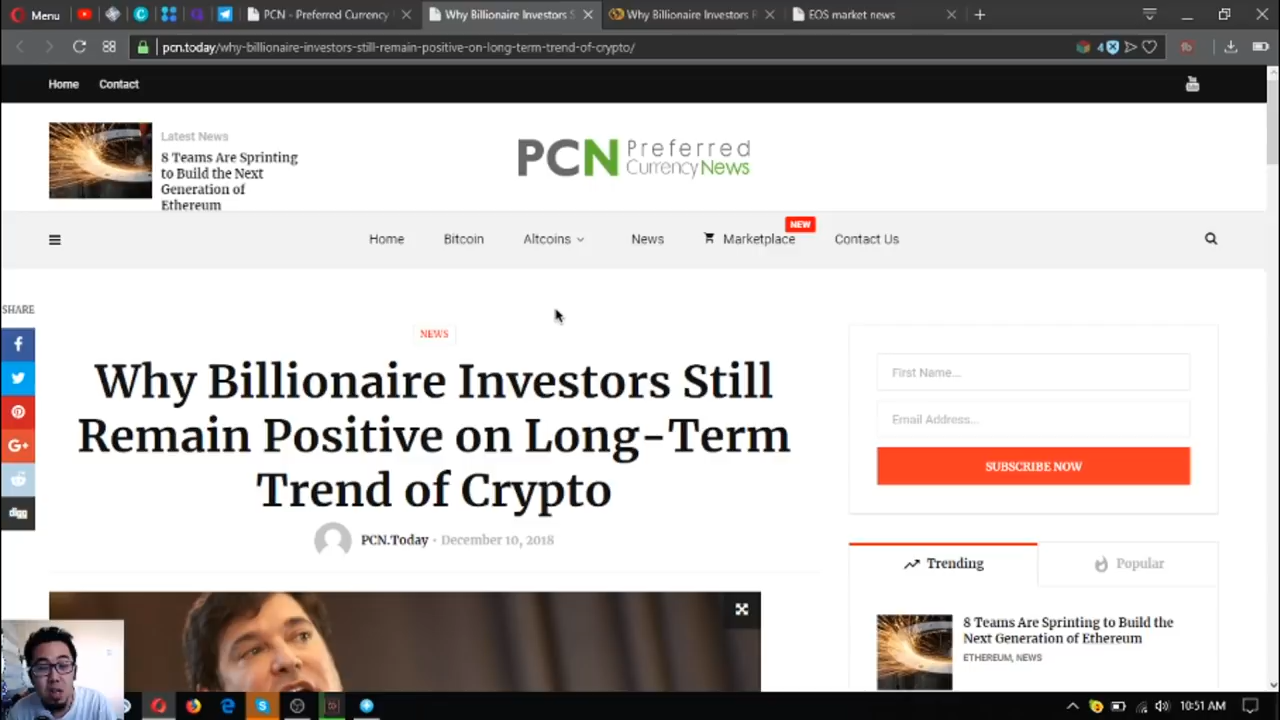 Menu
PCN - Preferred Currency
Why Billionaire Investors S
Why Billionaire Investors R
EOS market news
pcn.today/why-billionaire-investors-still-remain-positive-on-long-term-trend-of-crypto/
4
Home
Contact
Latest News
8 Teams Are Sprinting
to Build the Next
Generation of
Ethereum
PCN Preferred
CurrencyNews
NEW
Home
Bitcoin
Altcoins
News
Marketplace
Contact Us
SHARE
NEWS
Why Billionaire Investors Still
Remain Positive on Long-Term
Trend of Crypto
PCN.Today • December 10, 2018
First Name...
Email Address...
SUBSCRIBE NOW
Trending
Popular
8 Teams Are Sprinting to Build the
Next Generation of Ethereum
ETHEREUM, NEWS
digg
10:51 AM